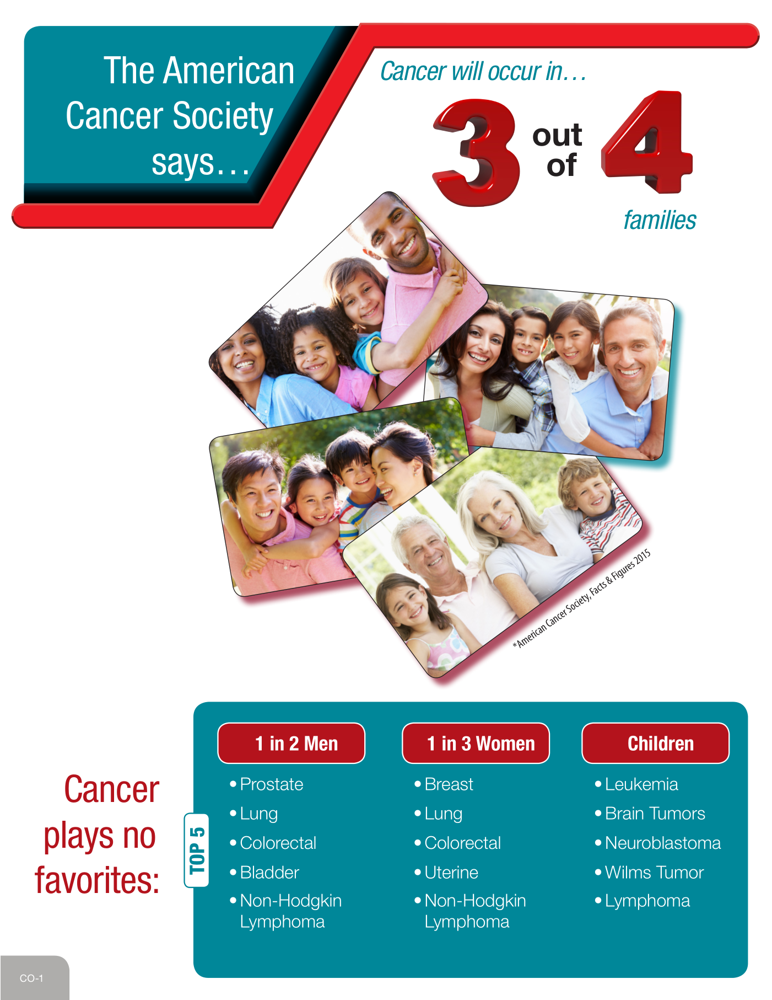 The American
Cancer Society
says…
Cancer will occur in…
3 out of 4
families
*American Cancer Society, Facts & Figures 2015
Cancer
plays no
favorites:
TOP 5
1 in 2 Men
• Prostate
• Lung
• Colorectal
• Bladder
• Non-Hodgkin
Lymphoma
1 in 3 Women
• Breast
• Lung
• Colorectal
• Uterine
• Non-Hodgkin
Lymphoma
Children
• Leukemia
• Brain Tumors
• Neuroblastoma
• Wilms Tumor
• Lymphoma
CO-1